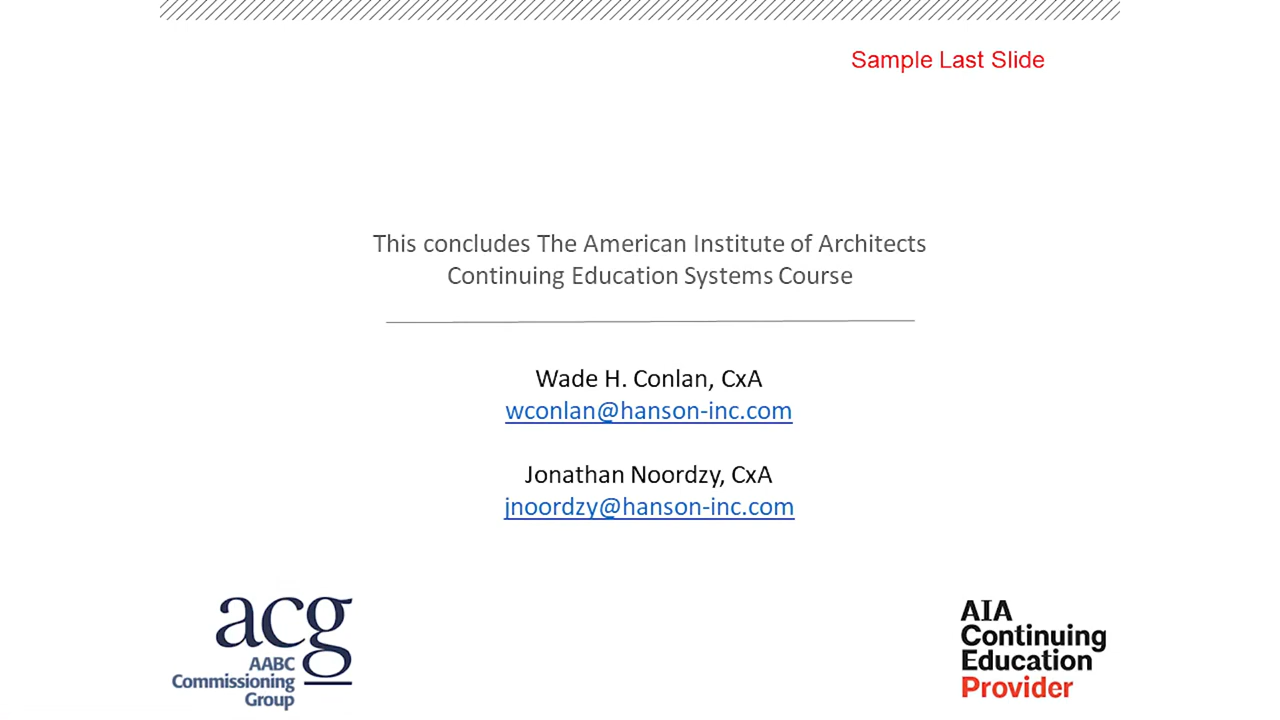 Sample Last Slide
This concludes The American Institute of Architects
Continuing Education Systems Course
Wade H. Conlan, CxA
wconlan@hanson-inc.com
Jonathan Noordzy, CxA
jnoordzy@hanson-inc.com
acg
AABC
Commissioning
Group
AIA
Continuing
Education
Provider